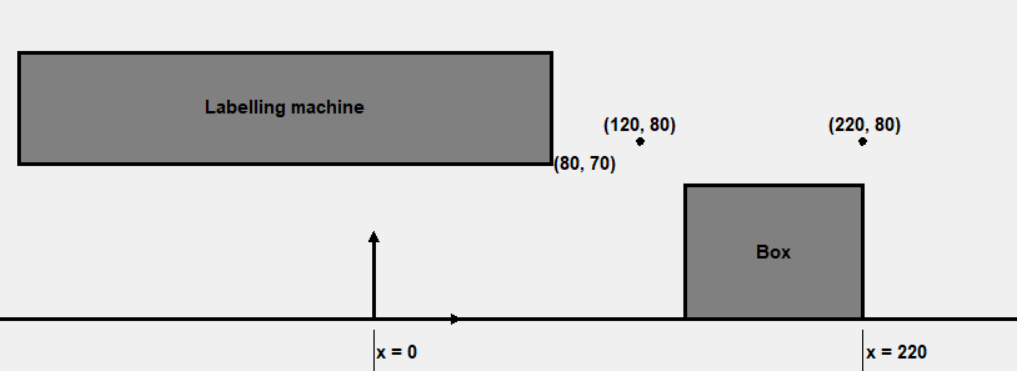 Labelling machine
(120, 80)
(220, 80)
(80, 70)
Box
x = 0
x = 220